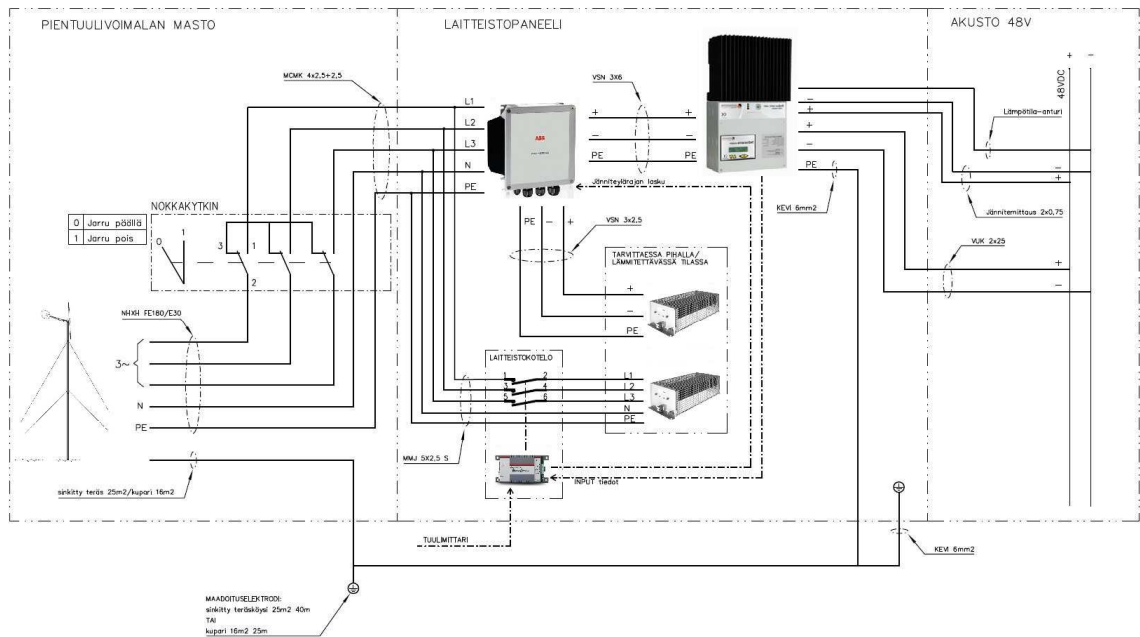 PIENTUULIVOIMALAN MASTO
LAITTEISTOPANEELI
AKUSTO 48V
MCMK 4x2,5+2,5
L1
L2
L3
N
PE
NOKKAKYTKIN
0 Jarru päällä
1 Jarru pois
0
1
3
1
2
NHXH FE180/E30
3~
N
PE
sinkitty teräs 25m2/kupari 16m2
ABB
VSN 3X6
+
+
−
−
PE
PE
Jänniteylärajan lasku
PE
−
+
VSN 3x2,5
TARVITTAESSA PIHALLA/
LÄMMITETTÄVÄSSÄ TILASSA
+
−
PE
LAITTEISTOKOTELO
1
2
3
4
5
6
L1
L2
L3
N
PE
MMJ 5X2,5 S
INPUT tiedot
TUULIMITTARI
−
+
+
−
PE
KEVI 6mm2
+
−
48VDC
Lämpötila-anturi
−
+
Jännitemittaus 2x0,75
VUK 2x25
+
−
KEVI 6mm2
MAADOITUSELEKTRODI:
sinkitty teräsköysi 25m2 40m
TAI
kupari 16m2 25m